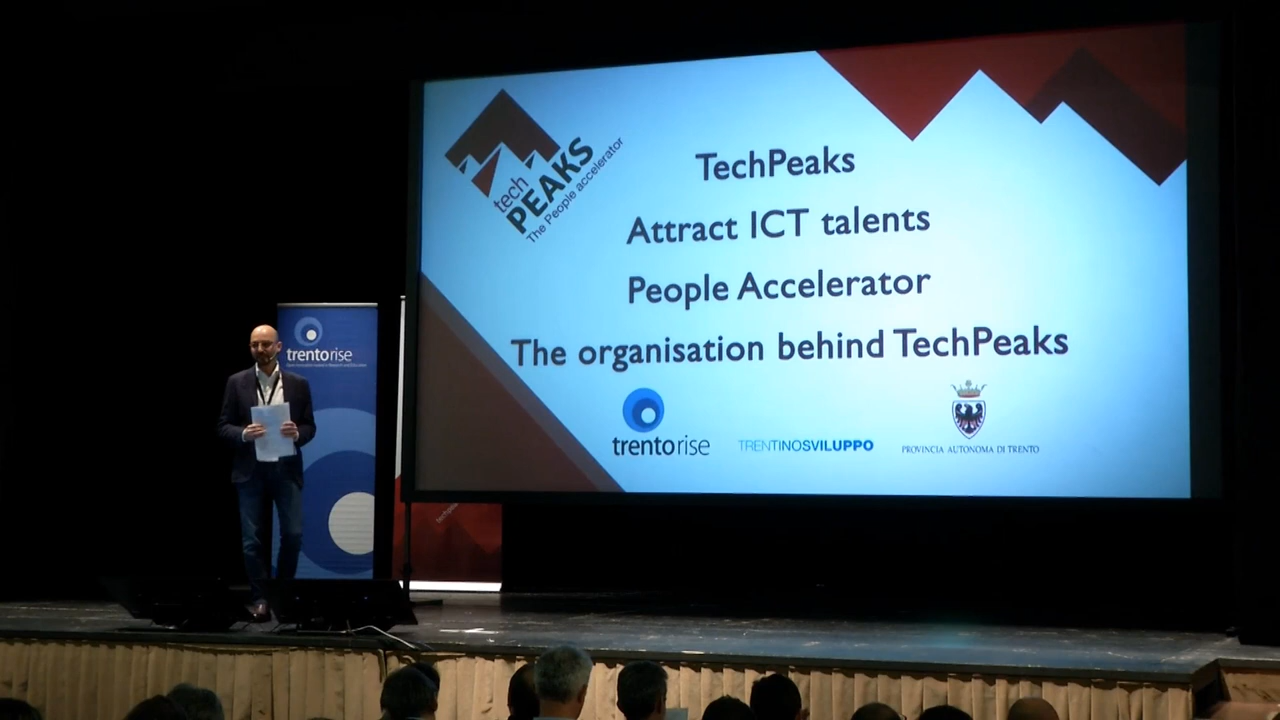 tech
PEAKS
The People accelerator
TechPeaks
Attract ICT talents
People Accelerator
The organisation behind TechPeaks
trentorise
TRENTINOSVILUPPO
PROVINCIA AUTONOMA DI TRENTO
trentorise